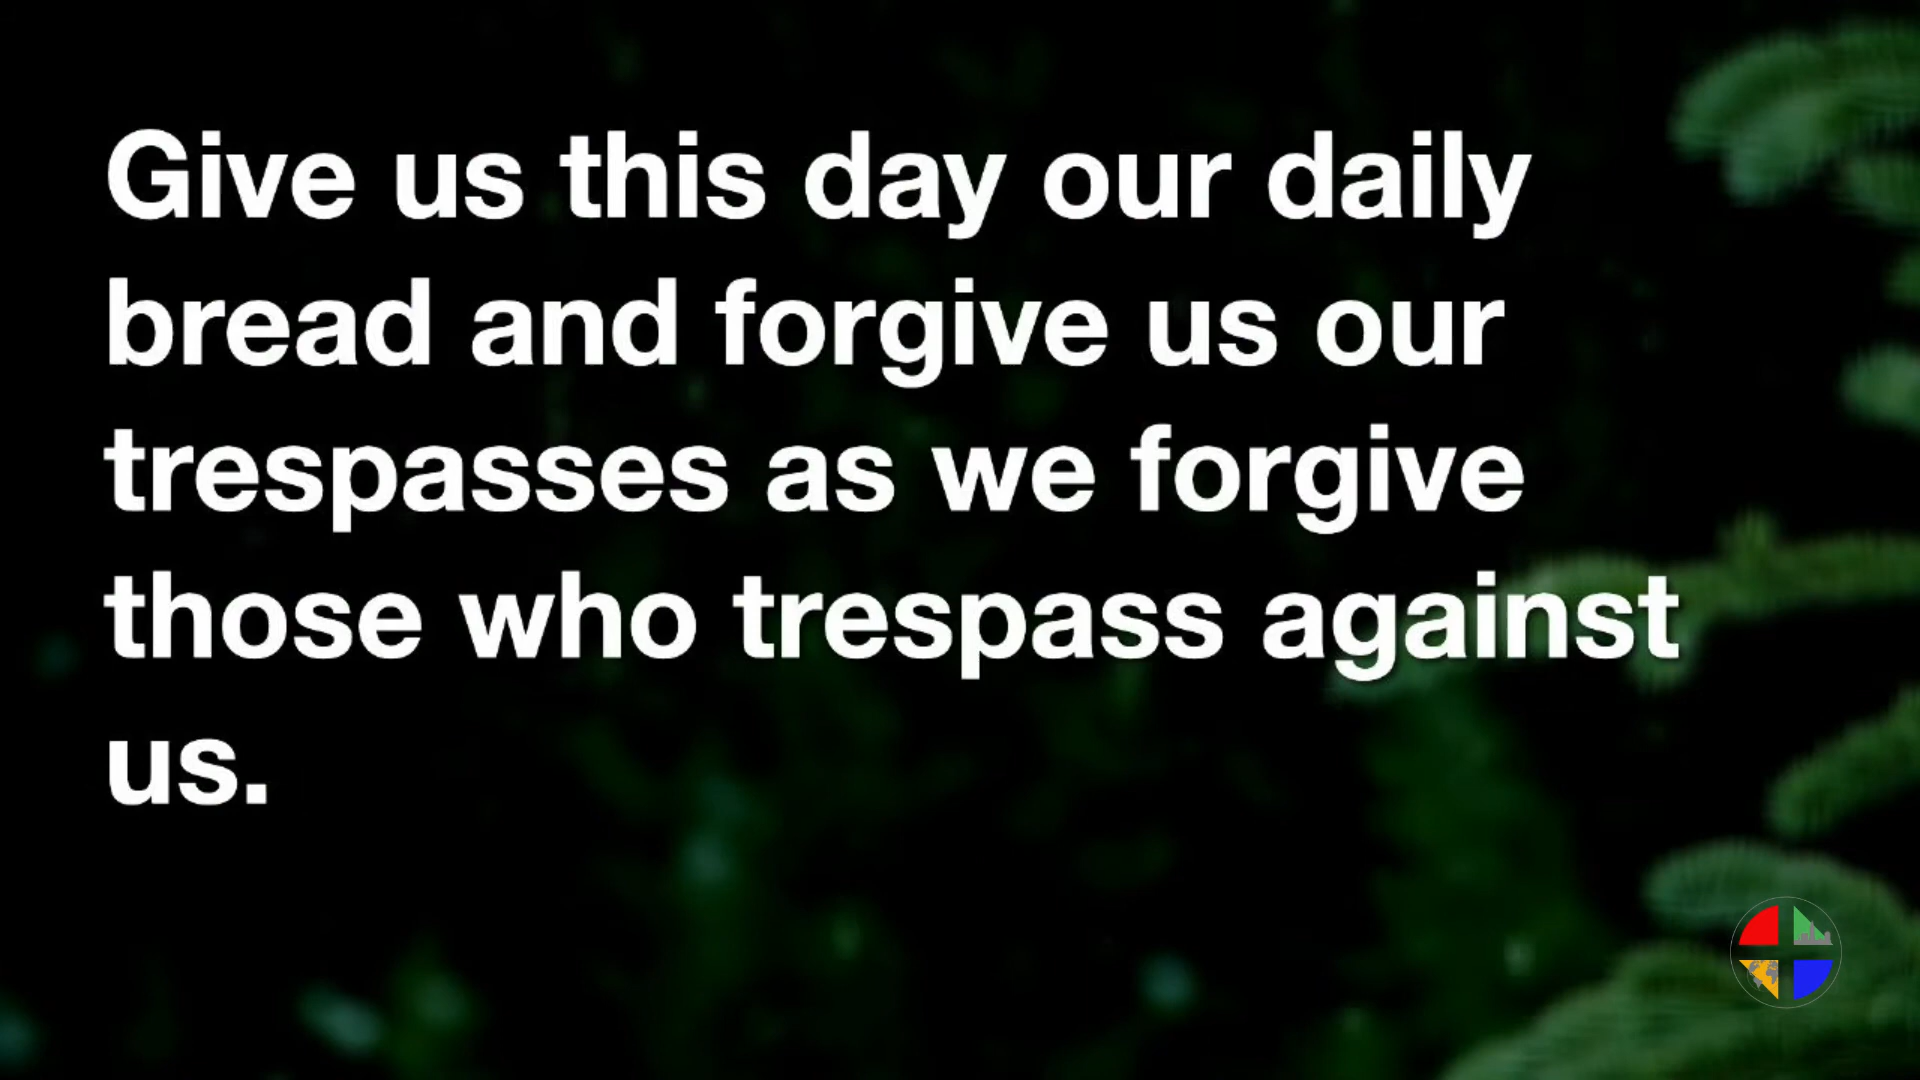 Give us this day our daily
bread and forgive us our
trespasses as we forgive
those who trespass against
us.